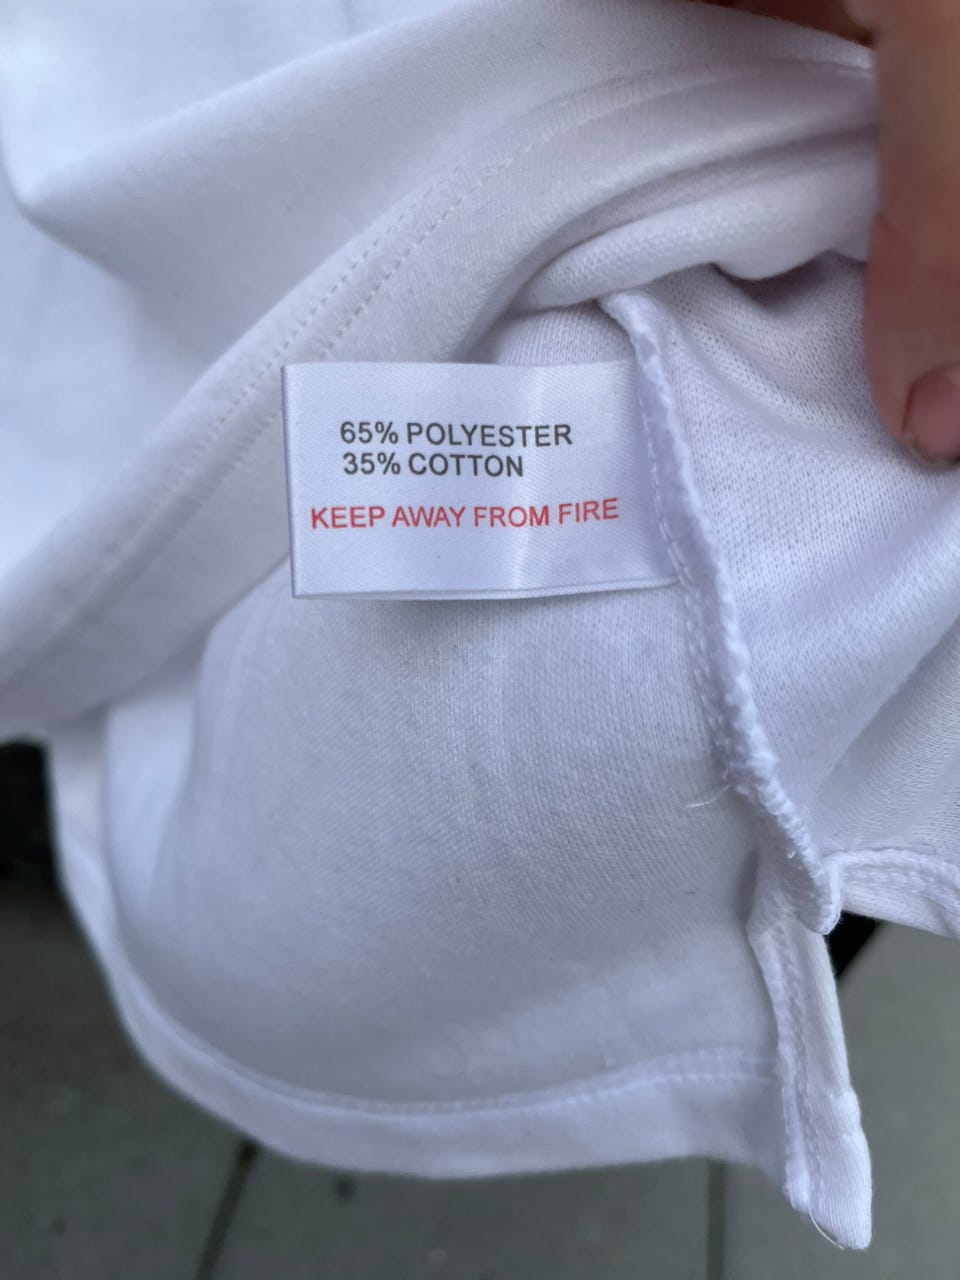 65% POLYESTER
35% COTTON
KEEP AWAY FROM FIRE